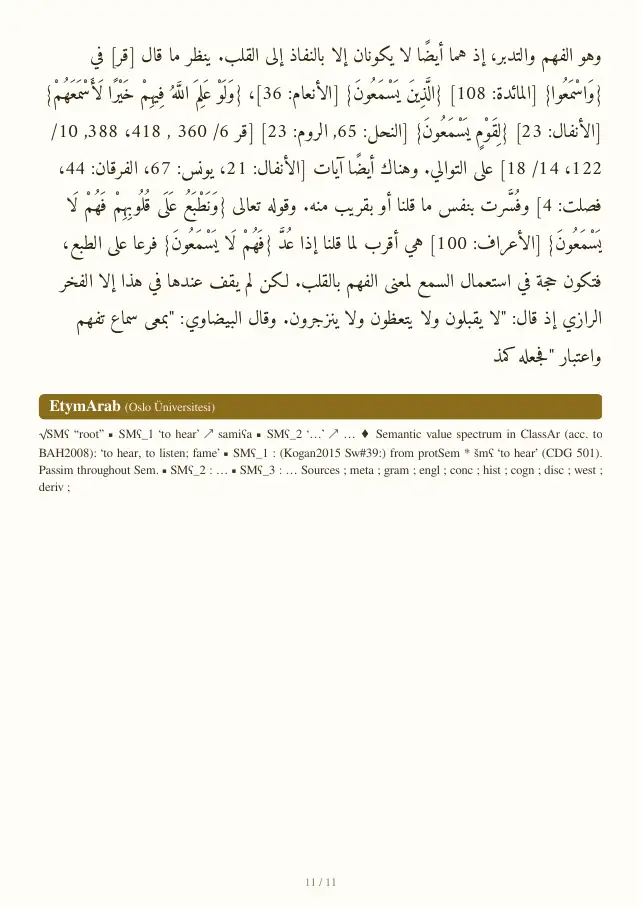 وهو الفهم والتدبر، إذ هما أيضًا لا يكونان إلا بالنفاذ إلى القلب. ينظر ما قال [قر] في
{وَاسْمَعُوا} [المائدة: 108] {الَّذِينَ يَسْمَعُونَ} [الأنعام: 36]، {وَلَوْ عَلِمَ اللَّهُ فِيهِمْ خَيْرًا لَأَسْمَعَهُمْ}
[الأنفال: 23] {لِقَوْمٍ يَسْمَعُونَ} [النحل: 65, الروم: 23] [قر 6/ 360 , 418، 388, 10/
122، 14/ 18] على التوالي. وهناك أيضًا آيات [الأنفال: 21، يونس: 67، الفرقان: 44،
فصلت: 4] وفُسَّرت بنفس ما قلنا أو بقريب منه. وقوله تعالى {وَنَطْبَعُ عَلَى قُلُوبِهِمْ فَهُمْ لَا
يَسْمَعُونَ} [الأعراف: 100] هي أقرب لما قلنا إذا عُدَّ {فَهُمْ لَا يَسْمَعُونَ} فرعا على الطبع،
فتكون حجة في استعمال السمع لمعنى الفهم بالقلب. لكن لم يقف عندها في هذا إلا الفخر
الرازي إذ قال: "لا يقبلون ولا يتعظون ولا ينزجرون. وقال البيضاوي: "بمعى سماع تفهم
واعتبار "فجعله كمذ
EtymArab (Oslo Üniversitesi)
√SMʕ “root” ▪ SMʕ_1 ‘to hear’ ↗ samiʕa ▪ SMʕ_2 ‘…’ ↗ … ♦ Semantic value spectrum in ClassAr (acc. to
BAH2008): ‘to hear, to listen; fame’ ▪ SMʕ_1 : (Kogan2015 Sw#39:) from protSem * šmʕ ‘to hear’ (CDG 501).
Passim throughout Sem. ▪ SMʕ_2 : … ▪ SMʕ_3 : … Sources ; meta ; gram ; engl ; conc ; hist ; cogn ; disc ; west ;
deriv ;
11 / 11